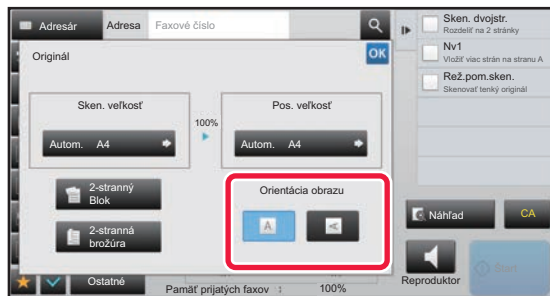 Adresár
Adresa
Faxové číslo
Originál
OK
Sken. veľkosť
Autom. A4
100%
Pos. veľkosť
Autom. A4
2-stranný
Blok
2-stranná
brožúra
Orientácia obrazu
A
A
Ostatné
Pamäť prijatých faxov : 100%
Sken. dvojstr.
Rozdeliť na 2 stránky
Nv1
Vložiť viac strán na stranu A
Rež.pom.sken.
Skenovať tenký originál
Náhľad
CA
Reproduktor
Start